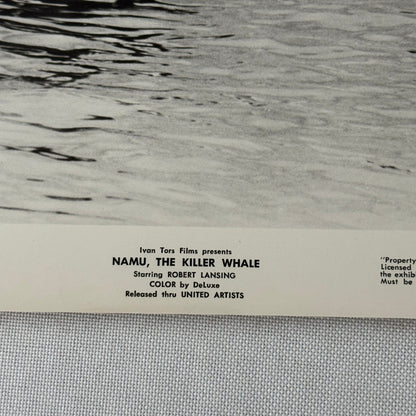 Ivan Tors Films presents
NAMU, THE KILLER WHALE
Starring ROBERT LANSING
COLOR by DeLuxe
Released thru UNITED ARTISTS
"Property
Licensed
the exhib
Must be